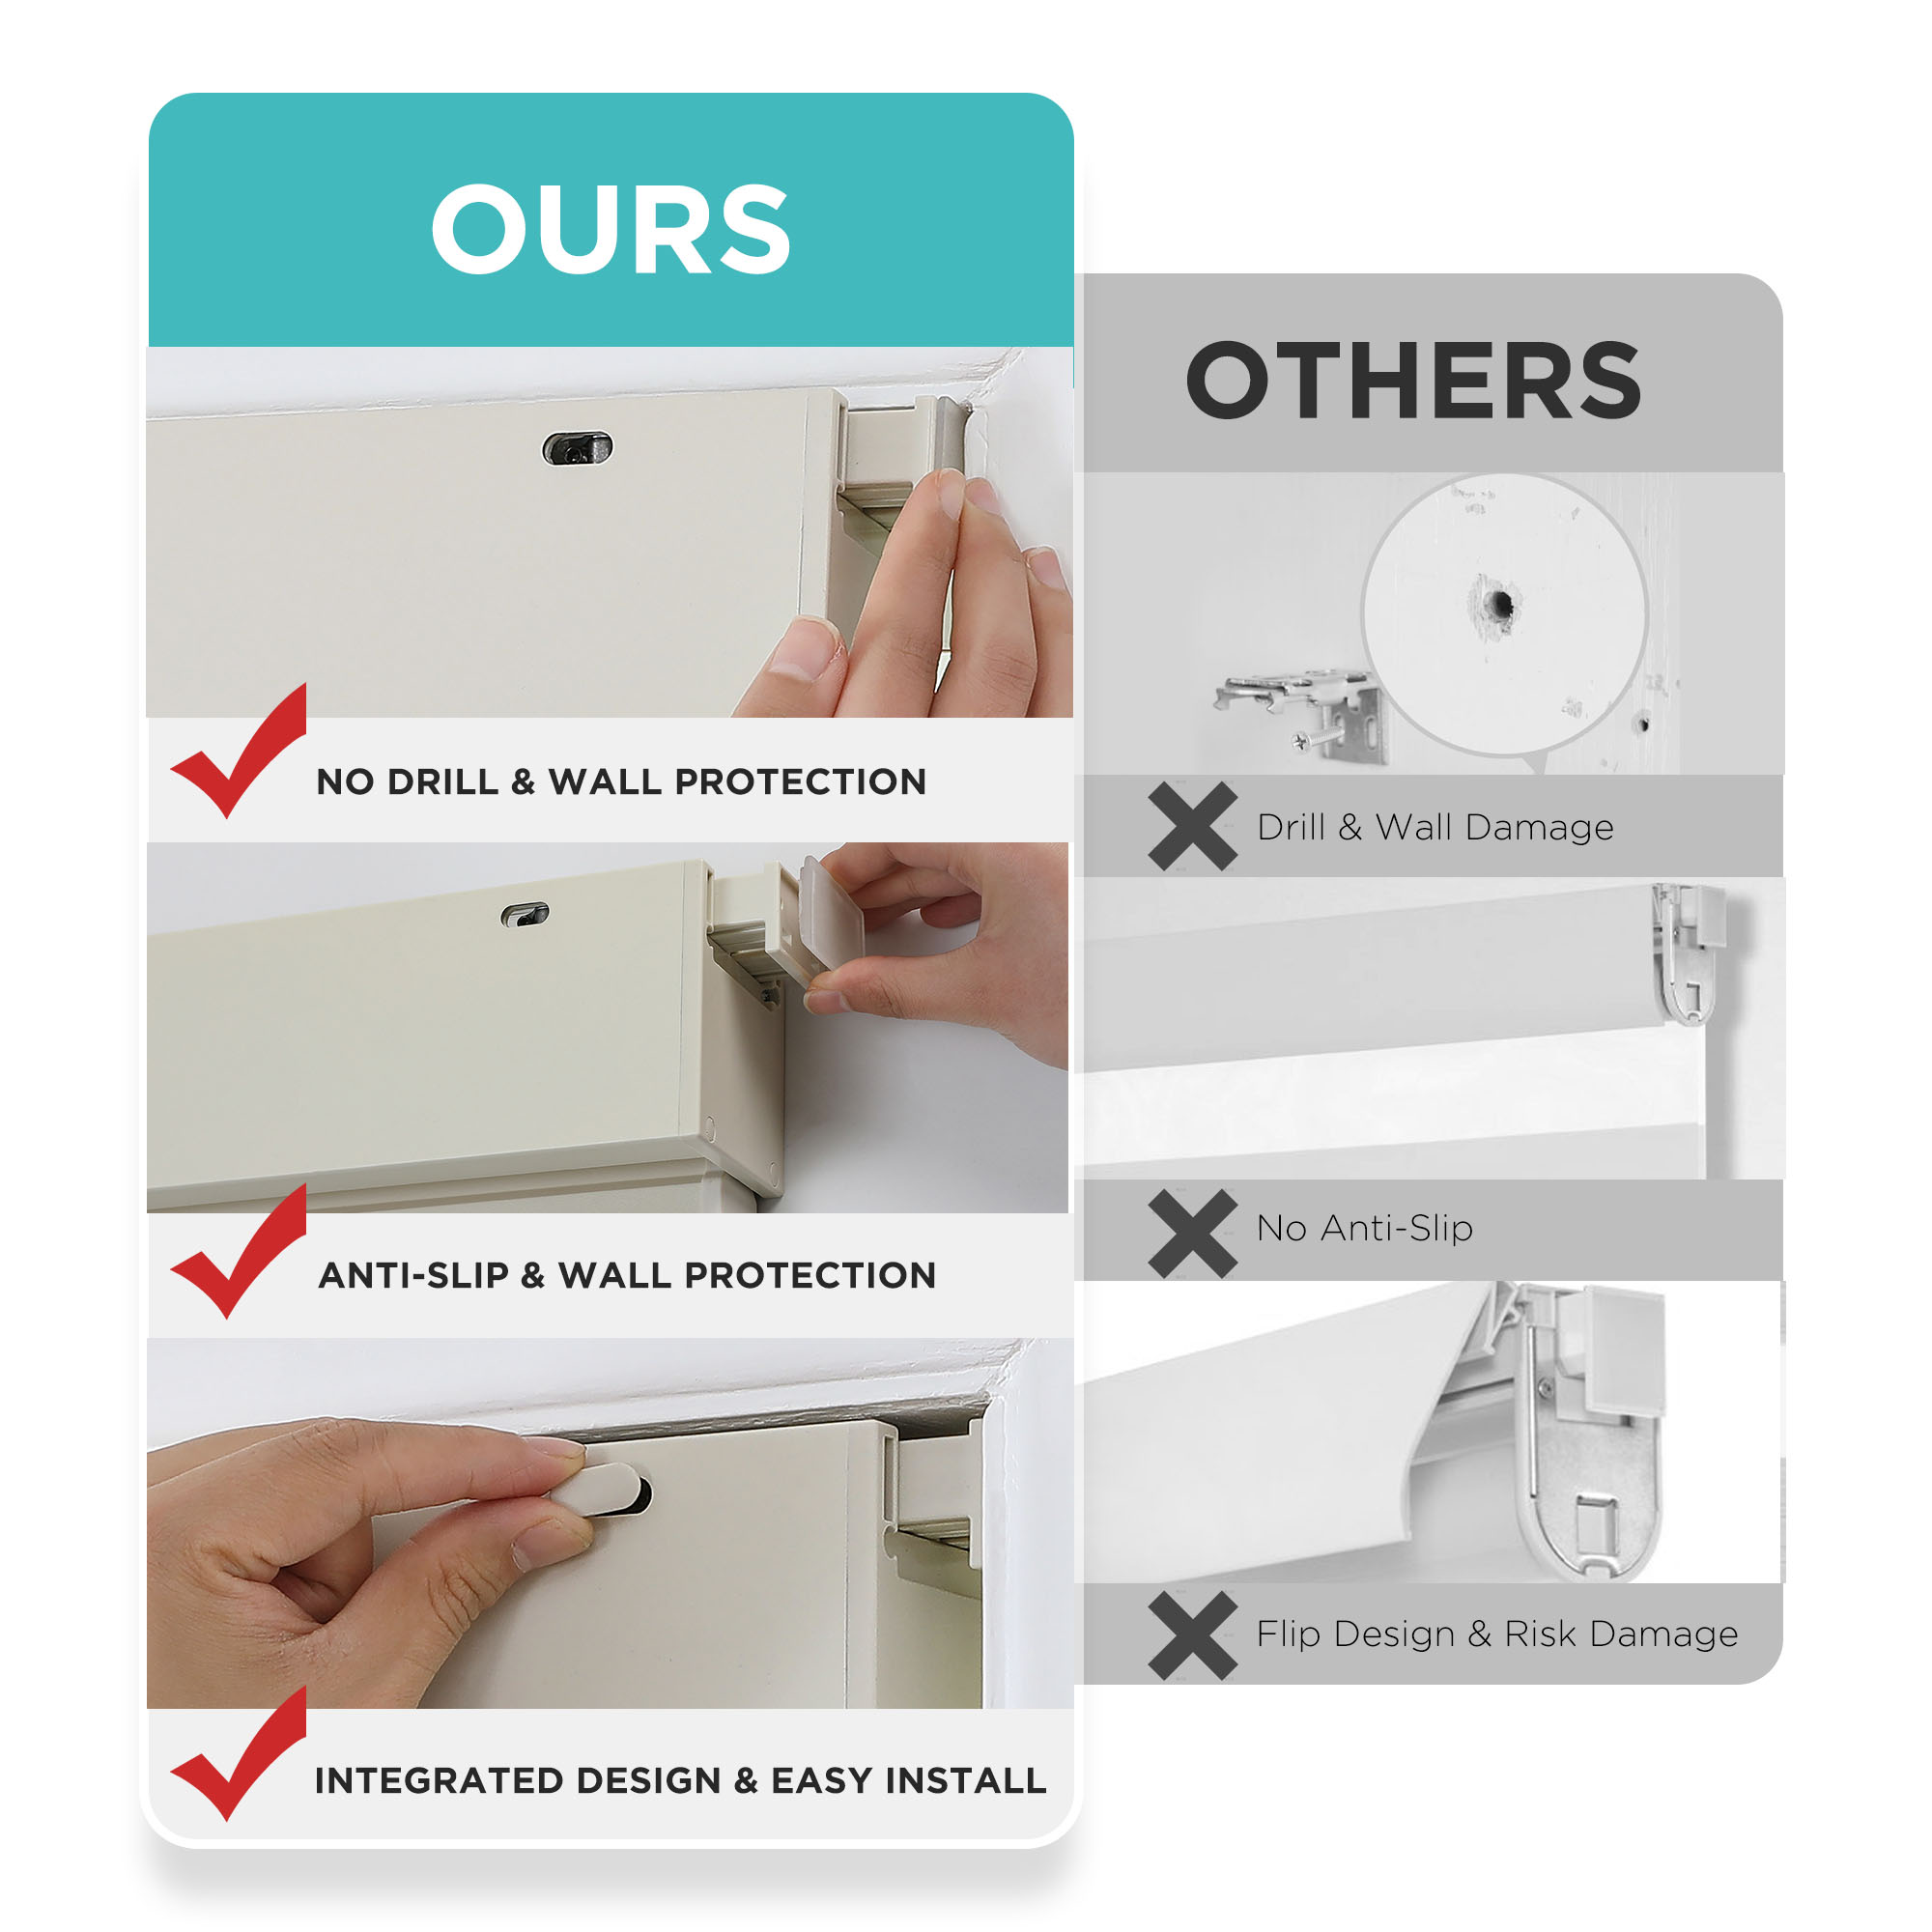 OURS
NO DRILL & WALL PROTECTION
ANTI-SLIP & WALL PROTECTION
INTEGRATED DESIGN & EASY INSTALL
OTHERS
Drill & Wall Damage
No Anti-Slip
Flip Design & Risk Damage